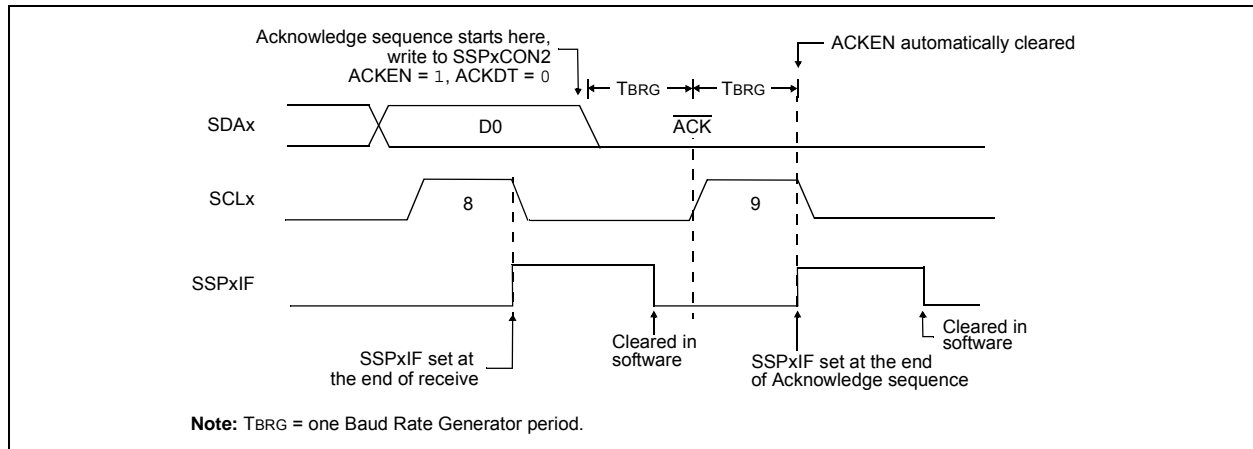 Acknowledge sequence starts here,
write to SSPxCON2
ACKEN = 1, ACKDT = 0
ACKEN automatically cleared
TBRG
TBRG
SDAx
D0
ACK
SCLx
8
9
SSPxIF
SSPxIF set at
the end of receive
Cleared in
software
SSPxIF set at the end
of Acknowledge sequence
Cleared in
software
Note: TBRG = one Baud Rate Generator period.